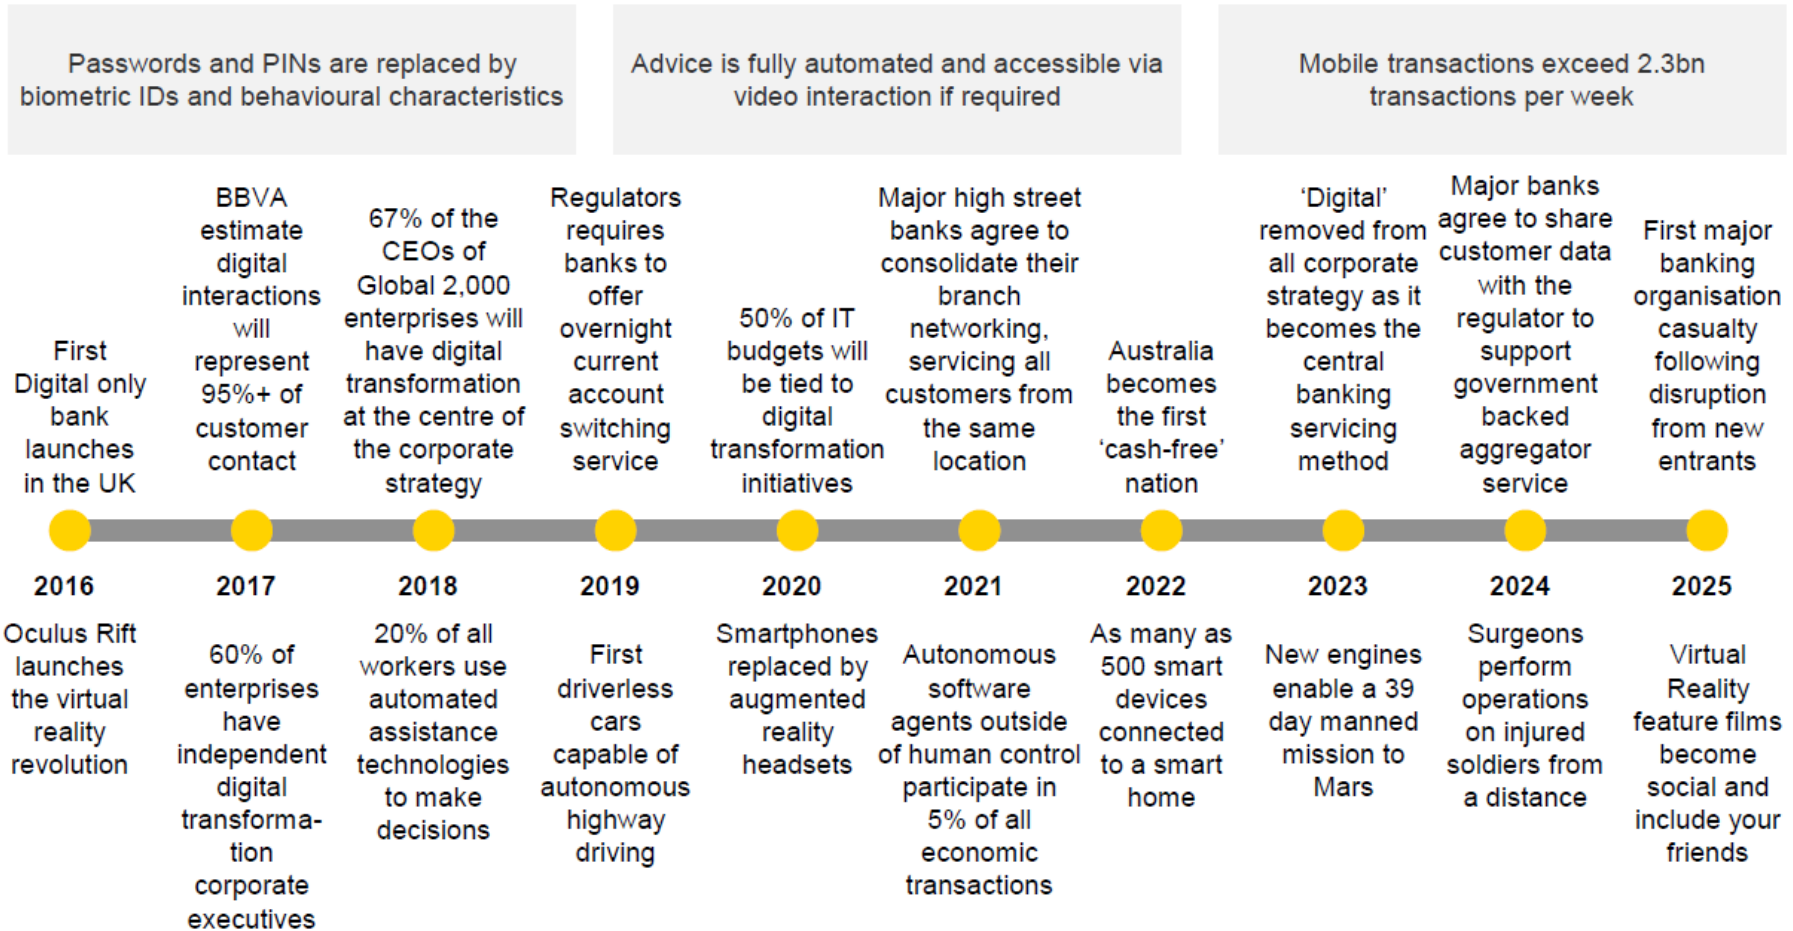 Passwords and PINs are replaced by
biometric IDs and behavioural characteristics
Advice is fully automated and accessible via
video interaction if required
Mobile transactions exceed 2.3bn
transactions per week
First
Digital only
bank
launches
in the UK
BBVA
estimate
digital
interactions
will
represent
95%+ of
customer
contact
67% of the
CEOs of
Global 2,000
enterprises will
have digital
transformation
at the centre of
the corporate
strategy
Regulators
requires
banks to
offer
overnight
current
account
switching
service
50% of IT
budgets will
be tied to
digital
transformation
initiatives
Major high street
banks agree to
consolidate their
branch
networking,
servicing all
customers from
the same
location
Australia
becomes
the first
‘cash-free’
nation
‘Digital’
removed from
all corporate
strategy as it
becomes the
central
banking
servicing
method
Major banks
agree to share
customer data
with the
regulator to
support
government
backed
aggregator
service
First major
banking
organisation
casualty
following
disruption
from new
entrants
2016
2017
2018
2019
2020
2021
2022
2023
2024
2025
Oculus Rift
launches
the virtual
reality
revolution
60% of
enterprises
have
independent
digital
transforma-
tion
corporate
executives
20% of all
workers use
automated
assistance
technologies
to make
decisions
First
driverless
cars
capable of
autonomous
highway
driving
Smartphones
replaced by
augmented
reality
headsets
Autonomous
software
agents outside
of human control
participate in
5% of all
economic
transactions
As many as
500 smart
devices
connected
to a smart
home
New engines
enable a 39
day manned
mission to
Mars
Surgeons
perform
operations
on injured
soldiers from
a distance
Virtual
Reality
feature films
become
social and
include your
friends